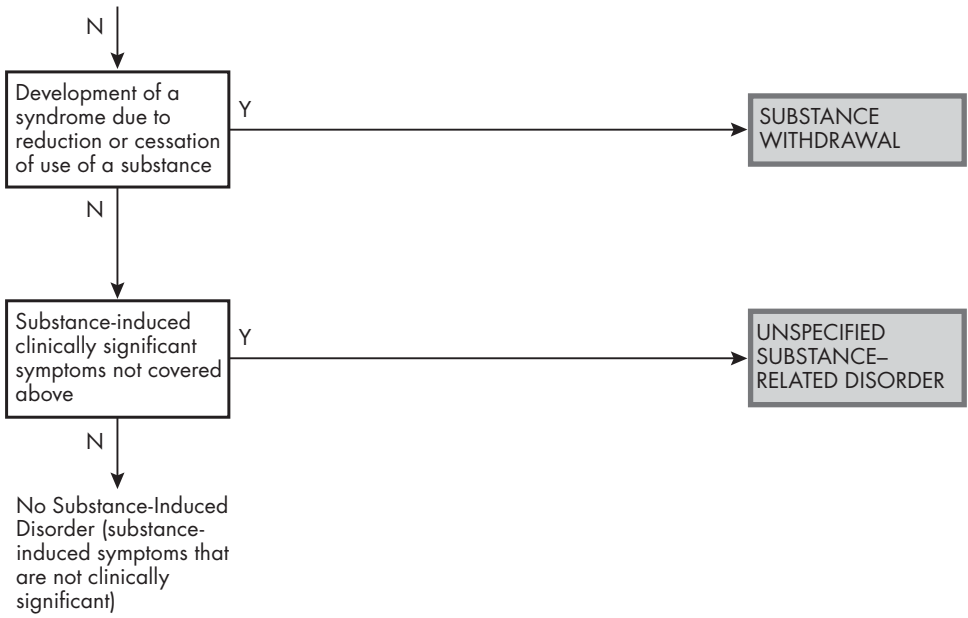 N
Development of a
syndrome due to
reduction or cessation
of use of a substance
Y
SUBSTANCE
WITHDRAWAL
N
Substance-induced
clinically significant
symptoms not covered
above
Y
UNSPECIFIED
SUBSTANCE–
RELATED DISORDER
N
No Substance-Induced
Disorder (substance-
induced symptoms that
are not clinically
significant)